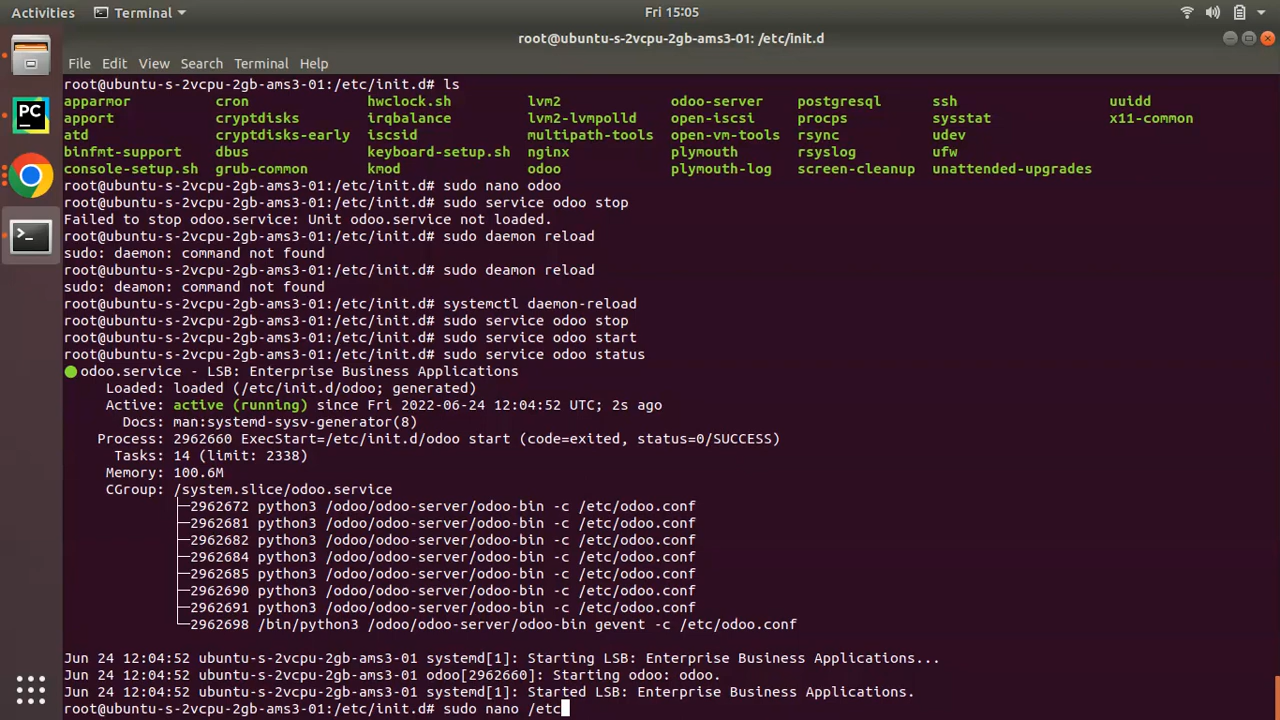 Activities Terminal Fri 15:05
root@ubuntu-s-2vcpu-2gb-ams3-01: /etc/init.d
File Edit View Search Terminal Help
root@ubuntu-s-2vcpu-2gb-ams3-01:/etc/init.d# ls
apparmor cron hwclock.sh lvm2 odoo-server postgresql ssh uuidd
apport cryptdisks irqbalance lvm2-lvmpolld open-iscsi procps sysstat x11-common
atd cryptdisks-early iscsid multipath-tools open-vm-tools rsync udev
binfmt-support dbus keyboard-setup.sh nginx plymouth rsyslog ufw
console-setup.sh grub-common kmod odoo plymouth-log screen-cleanup unattended-upgrades
root@ubuntu-s-2vcpu-2gb-ams3-01:/etc/init.d# sudo nano odoo
root@ubuntu-s-2vcpu-2gb-ams3-01:/etc/init.d# sudo service odoo stop
Failed to stop odoo.service: Unit odoo.service not loaded.
root@ubuntu-s-2vcpu-2gb-ams3-01:/etc/init.d# sudo daemon reload
sudo: daemon: command not found
root@ubuntu-s-2vcpu-2gb-ams3-01:/etc/init.d# sudo deamon reload
sudo: deamon: command not found
root@ubuntu-s-2vcpu-2gb-ams3-01:/etc/init.d# systemctl daemon-reload
root@ubuntu-s-2vcpu-2gb-ams3-01:/etc/init.d# sudo service odoo stop
root@ubuntu-s-2vcpu-2gb-ams3-01:/etc/init.d# sudo service odoo start
root@ubuntu-s-2vcpu-2gb-ams3-01:/etc/init.d# sudo service odoo status
odoo.service - LSB: Enterprise Business Applications
Loaded: loaded (/etc/init.d/odoo; generated)
Active: active (running) since Fri 2022-06-24 12:04:52 UTC; 2s ago
Docs: man:systemd-sysv-generator(8)
Process: 2962660 ExecStart=/etc/init.d/odoo start (code=exited, status=0/SUCCESS)
Tasks: 14 (limit: 2338)
Memory: 100.6M
CGroup: /system.slice/odoo.service
├─2962672 python3 /odoo/odoo-server/odoo-bin -c /etc/odoo.conf
├─2962681 python3 /odoo/odoo-server/odoo-bin -c /etc/odoo.conf
├─2962682 python3 /odoo/odoo-server/odoo-bin -c /etc/odoo.conf
├─2962684 python3 /odoo/odoo-server/odoo-bin -c /etc/odoo.conf
├─2962685 python3 /odoo/odoo-server/odoo-bin -c /etc/odoo.conf
├─2962690 python3 /odoo/odoo-server/odoo-bin -c /etc/odoo.conf
├─2962691 python3 /odoo/odoo-server/odoo-bin -c /etc/odoo.conf
└─2962698 /bin/python3 /odoo/odoo-server/odoo-bin gevent -c /etc/odoo.conf
Jun 24 12:04:52 ubuntu-s-2vcpu-2gb-ams3-01 systemd[1]: Starting LSB: Enterprise Business Applications...
Jun 24 12:04:52 ubuntu-s-2vcpu-2gb-ams3-01 odoo[2962660]: Starting odoo: odoo.
Jun 24 12:04:52 ubuntu-s-2vcpu-2gb-ams3-01 systemd[1]: Started LSB: Enterprise Business Applications.
root@ubuntu-s-2vcpu-2gb-ams3-01:/etc/init.d# sudo nano /etc
PC